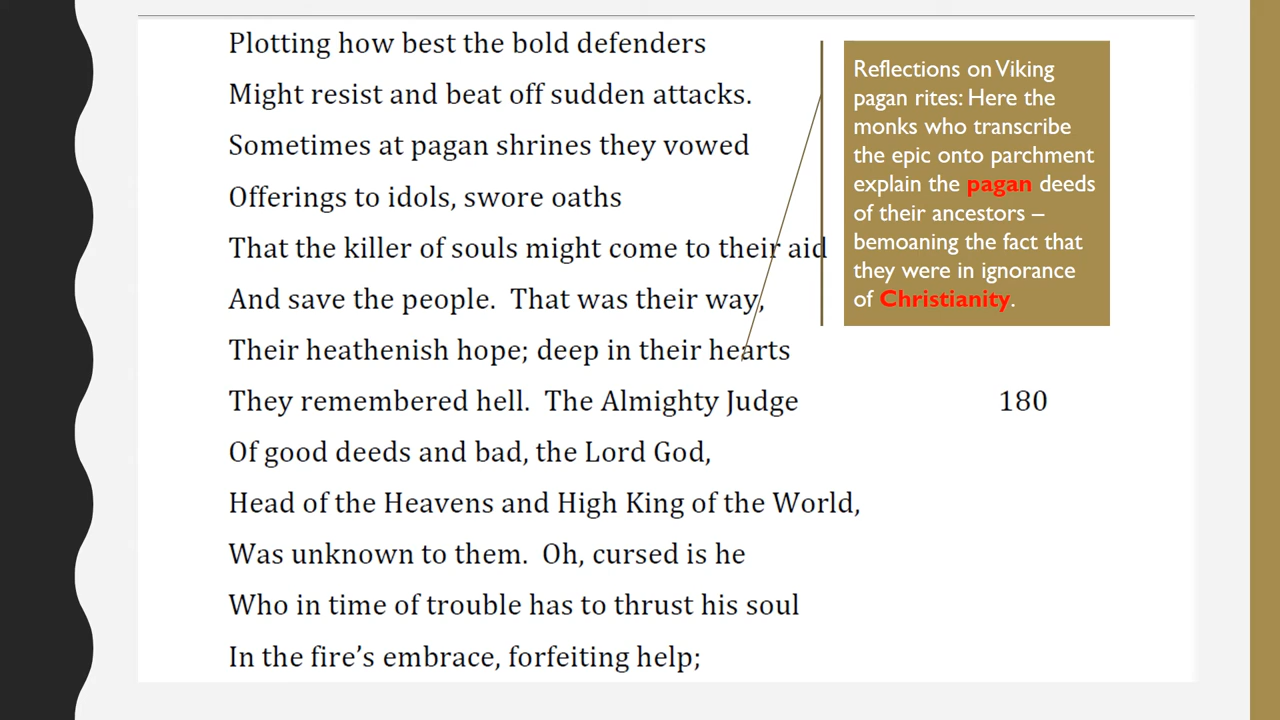 Plotting how best the bold defenders
Might resist and beat off sudden attacks.
Sometimes at pagan shrines they vowed
Offerings to idols, swore oaths
That the killer of souls might come to their aid
And save the people.  That was their way,
Their heathenish hope; deep in their hearts
They remembered hell.  The Almighty Judge 180
Of good deeds and bad, the Lord God,
Head of the Heavens and High King of the World,
Was unknown to them.  Oh, cursed is he
Who in time of trouble has to thrust his soul
In the fire’s embrace, forfeiting help;
Reflections on Viking
pagan rites: Here the
monks who transcribe
the epic onto parchment
explain the pagan deeds
of their ancestors –
bemoaning the fact that
they were in ignorance
of Christianity.